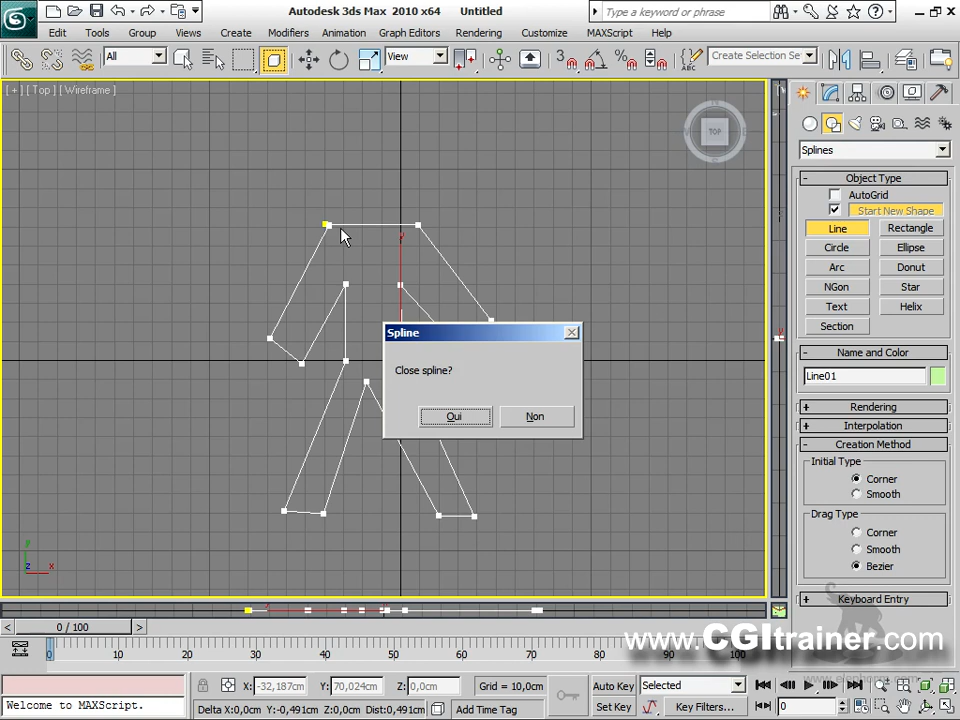 Autodesk 3ds Max 2010 x64 Untitled
Type a keyword or phrase
Edit Tools Group Views Create Modifiers Animation Graph Editors Rendering Customize MAXScript Help
All View 3 Create Selection Se
[ + ] [ Top ] [ Wireframe ]
TOP
Splines
- Object Type
AutoGrid
Start New Shape
Line Rectangle
Circle Ellipse
Arc Donut
NGon Star
Text Helix
Section
- Name and Color
Line01
+ Rendering
+ Interpolation
- Creation Method
Initial Type
Corner
Smooth
Drag Type
Corner
Smooth
Bezier
+ Keyboard Entry
Spline
Close spline?
Oui Non
y
y
z x
< 0 / 100 >
www.CGItrainer.com
0 10 20 30 40 50 60 70 80 90 100
X: -32,187cm Y: 70,024cm Z: 0,0cm Grid = 10,0cm Auto Key Selected
Welcome to MAXScript. Delta X:0,0cm Y:-0,491cm Z:0,0cm Dist:0,491cm Add Time Tag Set Key Key Filters... 0